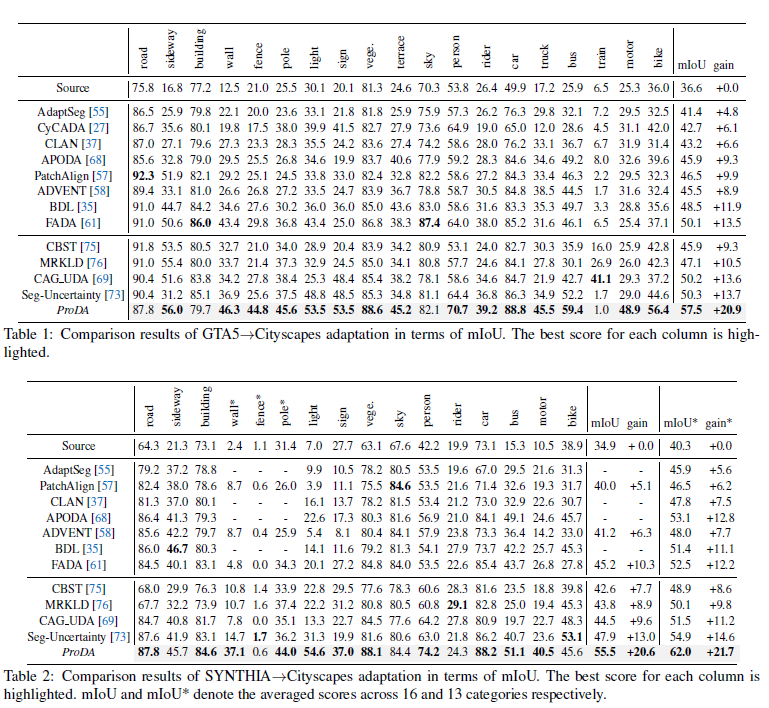 road sideway building wall fence pole light sign vege. terrace sky person rider car truck bus train motor bike mIoU gain
Source 75.8 16.8 77.2 12.5 21.0 25.5 30.1 20.1 81.3 24.6 70.3 53.8 26.4 49.9 17.2 25.9 6.5 25.3 36.0 36.6 +0.0
AdaptSeg [55] 86.5 25.9 79.8 22.1 20.0 23.6 33.1 21.8 81.8 25.9 75.9 57.3 26.2 76.3 29.8 32.1 7.2 29.5 32.5 41.4 +4.8
CyCADA [27] 86.7 35.6 80.1 19.8 17.5 38.0 39.9 41.5 82.7 27.9 73.6 64.9 19.0 65.0 12.0 28.6 4.5 31.1 42.0 42.7 +6.1
CLAN [37] 87.0 27.1 79.6 27.3 23.3 28.3 35.5 24.2 83.6 27.4 74.2 58.6 28.0 76.2 33.1 36.7 6.7 31.9 31.4 43.2 +6.6
APODA [68] 85.6 32.8 79.0 29.5 25.5 26.8 34.6 19.9 83.7 40.6 77.9 59.2 28.3 84.6 34.6 49.2 8.0 32.6 39.6 45.9 +9.3
PatchAlign [57] 92.3 51.9 82.1 29.2 25.1 24.5 33.8 33.0 82.4 32.8 82.2 58.6 27.2 84.3 33.4 46.3 2.2 29.5 32.3 46.5 +9.9
ADVENT [58] 89.4 33.1 81.0 26.6 26.8 27.2 33.5 24.7 83.9 36.7 78.8 58.7 30.5 84.8 38.5 44.5 1.7 31.6 32.4 45.5 +8.9
BDL [35] 91.0 44.7 84.2 34.6 27.6 30.2 36.0 36.0 85.0 43.6 83.0 58.6 31.6 83.3 35.3 49.7 3.3 28.8 35.6 48.5 +11.9
FADA [61] 91.0 50.6 86.0 43.4 29.8 36.8 43.4 25.0 86.8 38.3 87.4 64.0 38.0 85.2 31.6 46.1 6.5 25.4 37.1 50.1 +13.5
CBST [75] 91.8 53.5 80.5 32.7 21.0 34.0 28.9 20.4 83.9 34.2 80.9 53.1 24.0 82.7 30.3 35.9 16.0 25.9 42.8 45.9 +9.3
MRKLD [76] 91.0 55.4 80.0 33.7 21.4 37.3 32.9 24.5 85.0 34.1 80.8 57.7 24.6 84.1 27.8 30.1 26.9 26.0 42.3 47.1 +10.5
CAG_UDA [69] 90.4 51.6 83.8 34.2 27.8 38.4 25.3 48.4 85.4 38.2 78.1 58.6 34.6 84.7 21.9 42.7 41.1 29.3 37.2 50.2 +13.6
Seg-Uncertainty [73] 90.4 31.2 85.1 36.9 25.6 37.5 48.8 48.5 85.3 34.8 81.1 64.4 36.8 86.3 34.9 52.2 1.7 29.0 44.6 50.3 +13.7
ProDA 87.8 56.0 79.7 46.3 44.8 45.6 53.5 53.5 88.6 45.2 82.1 70.7 39.2 88.8 45.5 59.4 1.0 48.9 56.4 57.5 +20.9
Table 1: Comparison results of GTA5→Cityscapes adaptation in terms of mIoU. The best score for each column is high-
lighted.
road sideway building wall* fence* pole* light sign vege. sky person rider car bus motor bike mIoU gain mIoU* gain*
Source 64.3 21.3 73.1 2.4 1.1 31.4 7.0 27.7 63.1 67.6 42.2 19.9 73.1 15.3 10.5 38.9 34.9 + 0.0 40.3 +0.0
AdaptSeg [55] 79.2 37.2 78.8 - - - 9.9 10.5 78.2 80.5 53.5 19.6 67.0 29.5 21.6 31.3 - - 45.9 +5.6
PatchAlign [57] 82.4 38.0 78.6 8.7 0.6 26.0 3.9 11.1 75.5 84.6 53.5 21.6 71.4 32.6 19.3 31.7 40.0 +5.1 46.5 +6.2
CLAN [37] 81.3 37.0 80.1 - - - 16.1 13.7 78.2 81.5 53.4 21.2 73.0 32.9 22.6 30.7 - - 47.8 +7.5
APODA [68] 86.4 41.3 79.3 - - - 22.6 17.3 80.3 81.6 56.9 21.0 84.1 49.1 24.6 45.7 - - 53.1 +12.8
ADVENT [58] 85.6 42.2 79.7 8.7 0.4 25.9 5.4 8.1 80.4 84.1 57.9 23.8 73.3 36.4 14.2 33.0 41.2 +6.3 48.0 +7.7
BDL [35] 86.0 46.7 80.3 - - - 14.1 11.6 79.2 81.3 54.1 27.9 73.7 42.2 25.7 45.3 - - 51.4 +11.1
FADA [61] 84.5 40.1 83.1 4.8 0.0 34.3 20.1 27.2 84.8 84.0 53.5 22.6 85.4 43.7 26.8 27.8 45.2 +10.3 52.5 +12.2
CBST [75] 68.0 29.9 76.3 10.8 1.4 33.9 22.8 29.5 77.6 78.3 60.6 28.3 81.6 23.5 18.8 39.8 42.6 +7.7 48.9 +8.6
MRKLD [76] 67.7 32.2 73.9 10.7 1.6 37.4 22.2 31.2 80.8 80.5 60.8 29.1 82.8 25.0 19.4 45.3 43.8 +8.9 50.1 +9.8
CAG_UDA [69] 84.7 40.8 81.7 7.8 0.0 35.1 13.3 22.7 84.5 77.6 64.2 27.8 80.9 19.7 22.7 48.3 44.5 +9.6 51.5 +11.2
Seg-Uncertainty [73] 87.6 41.9 83.1 14.7 1.7 36.2 31.3 19.9 81.6 80.6 63.0 21.8 86.2 40.7 23.6 53.1 47.9 +13.0 54.9 +14.6
ProDA 87.8 45.7 84.6 37.1 0.6 44.0 54.6 37.0 88.1 84.4 74.2 24.3 88.2 51.1 40.5 45.6 55.5 +20.6 62.0 +21.7
Table 2: Comparison results of SYNTHIA→Cityscapes adaptation in terms of mIoU. The best score for each column is
highlighted. mIoU and mIoU* denote the averaged scores across 16 and 13 categories respectively.